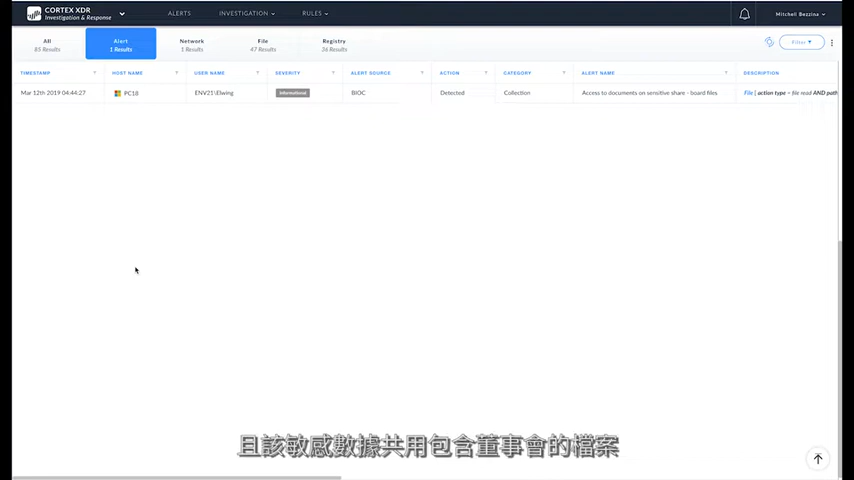 CORTEX XDR
Investigation & Response
ALERTS
INVESTIGATION
RULES
Mitchell Bezzina
All
85 Results
Alert
1 Results
Network
1 Results
File
47 Results
Registry
36 Results
Filter
TIMESTAMP
HOST NAME
USER NAME
SEVERITY
ALERT SOURCE
ACTION
CATEGORY
ALERT NAME
DESCRIPTION
Mar 12th 2019 04:44:27
PC18
ENV21\Elwing
Informational
BIOC
Detected
Collection
Access to documents on sensitive share - board files
File [ action type = file read AND path
且該敏感數據共用包含董事會的檔案